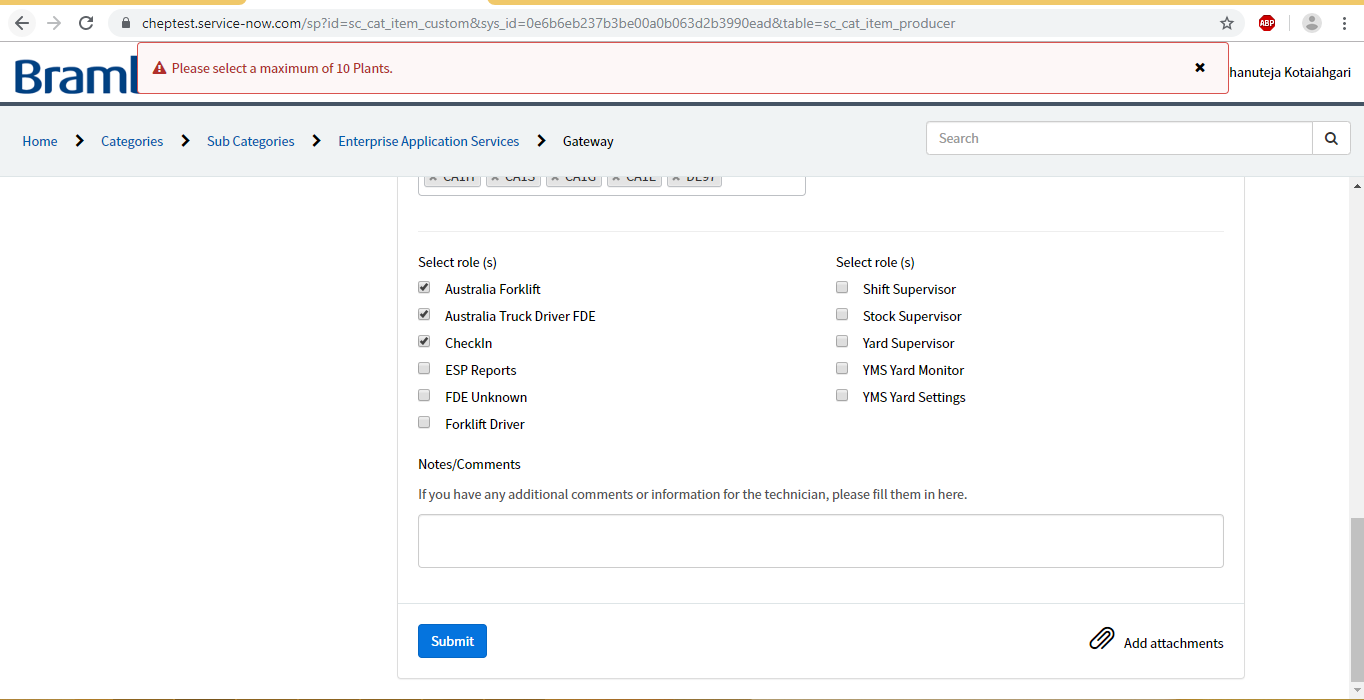 cheptest.service-now.com/sp?id=sc_cat_item_custom&sys_id=0e6b6eb237b3be00a0b063d2b3990ead&table=sc_cat_item_producer
ABP
Please select a maximum of 10 Plants.
hanuteja Kotaiahgari
Home Categories Sub Categories Enterprise Application Services Gateway
Search
Select role (s)
Australia Forklift
Australia Truck Driver FDE
CheckIn
ESP Reports
FDE Unknown
Forklift Driver
Select role (s)
Shift Supervisor
Stock Supervisor
Yard Supervisor
YMS Yard Monitor
YMS Yard Settings
Notes/Comments
If you have any additional comments or information for the technician, please fill them in here.
Submit
Add attachments